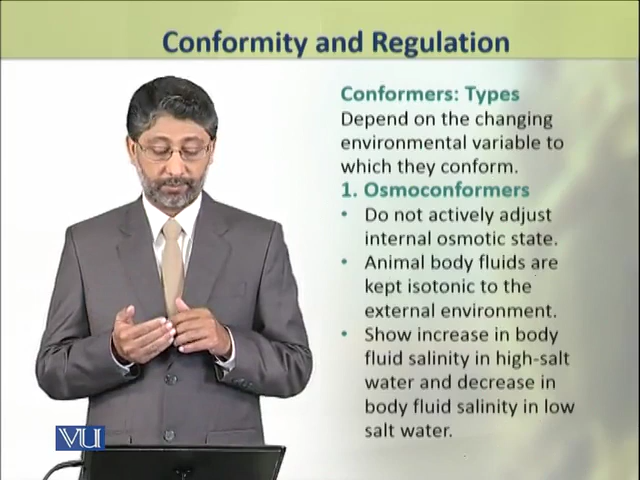 Conformity and Regulation
Conformers: Types
Depend on the changing
environmental variable to
which they conform.
1. Osmoconformers
• Do not actively adjust
internal osmotic state.
• Animal body fluids are
kept isotonic to the
external environment.
• Show increase in body
fluid salinity in high-salt
water and decrease in
body fluid salinity in low
salt water.
VU